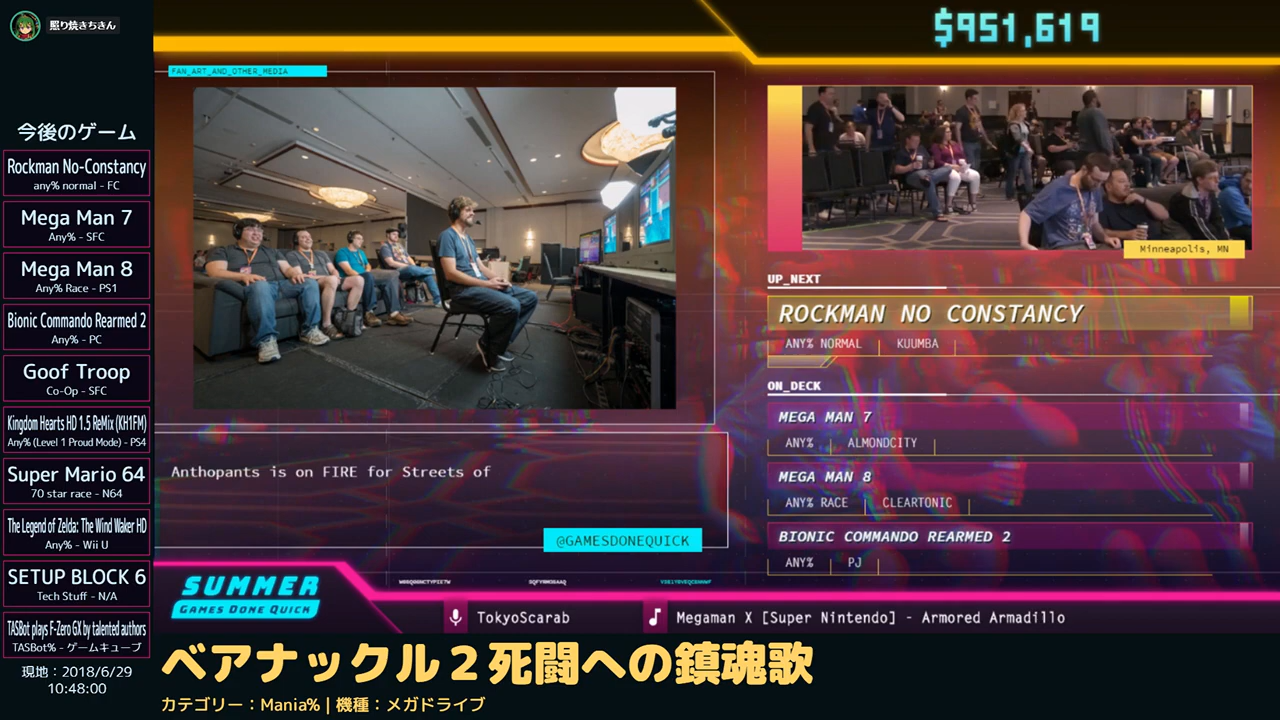 照り焼きちきん
今後のゲーム
Rockman No-Constancy
any% normal - FC
Mega Man 7
Any% - SFC
Mega Man 8
Any% Race - PS1
Bionic Commando Rearmed 2
Any% - PC
Goof Troop
Co-Op - SFC
Kingdom Hearts HD 1.5 ReMix (KH1FM)
Any% (Level 1 Proud Mode) - PS4
Super Mario 64
70 star race - N64
The Legend of Zelda: The Wind Waker HD
Any% - Wii U
SETUP BLOCK 6
Tech Stuff - N/A
TASBot plays F-Zero GX by talented authors
TASBot% - ゲームキューブ
現地：2018/6/29
10:48:00
$951,619
FAN_ART_AND_OTHER_MEDIA
Anthopants is on FIRE for Streets of
@GAMESDONEQUICK
Minneapolis, MN
UP_NEXT
ROCKMAN NO CONSTANCY
ANY% NORMAL KUUMBA
ON_DECK
MEGA MAN 7
ANY% ALMONDCITY
MEGA MAN 8
ANY% RACE CLEARTONIC
BIONIC COMMANDO REARMED 2
ANY% PJ
SUMMER
GAMES DONE QUICK
TokyoScarab
Megaman X [Super Nintendo] - Armored Armadillo
ベアナックル２死闘への鎮魂歌
カテゴリー：Mania% | 機種：メガドライブ